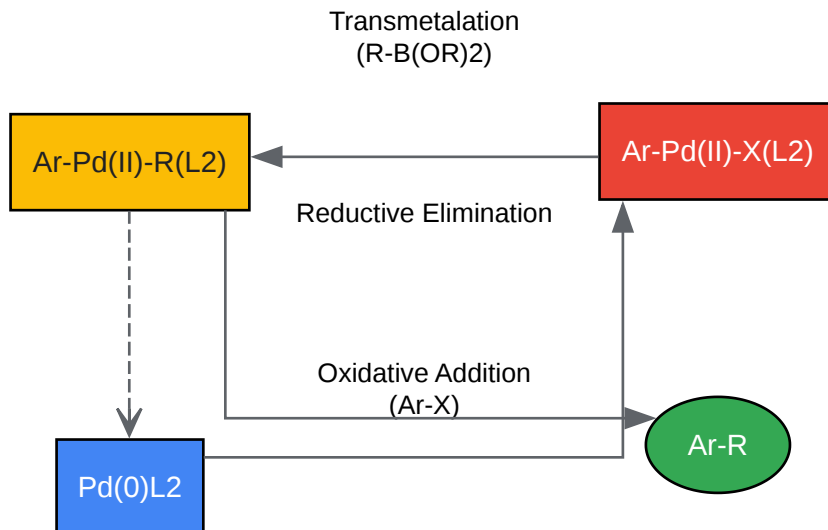 Transmetalation
(R-B(OR)2)
Ar-Pd(II)-R(L2)
Ar-Pd(II)-X(L2)
Reductive Elimination
Oxidative Addition
(Ar-X)
Ar-R
Pd(0)L2